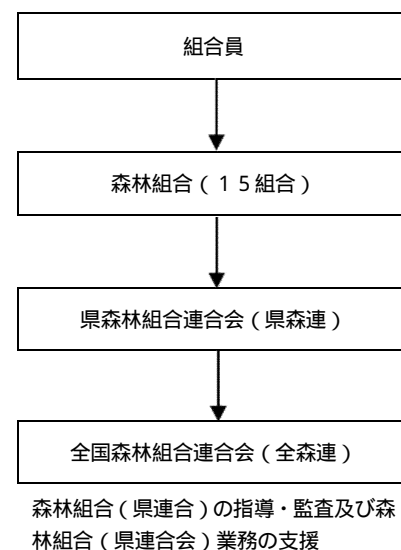 組合員
森林組合(15組合)
県森林組合連合会(県森連)
全国森林組合連合会(全森連)
森林組合(県連合)の指導・監査及び森
林組合(県連合会)業務の支援